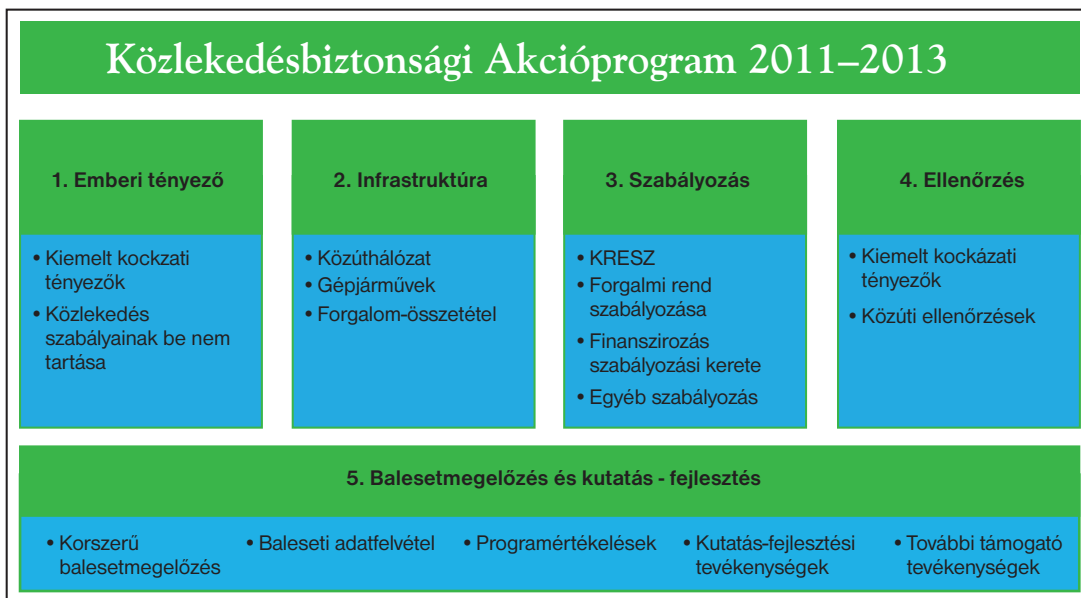 Közlekedésbiztonsági Akcióprogram 2011–2013
1. Emberi tényező
• Kiemelt kockzati
tényezők
• Közlekedés
szabályainak be nem
tartása
2. Infrastruktúra
• Közúthálózat
• Gépjárművek
• Forgalom-összetétel
3. Szabályozás
• KRESZ
• Forgalmi rend
szabályozása
• Finanszirozás
szabályozási kerete
• Egyéb szabályozás
4. Ellenőrzés
• Kiemelt kockázati
tényezők
• Közúti ellenőrzések
5. Balesetmegelőzés és kutatás - fejlesztés
• Korszerű
balesetmegelőzés
• Baleseti adatfelvétel
• Programértékelések
• Kutatás-fejlesztési
tevékenységek
• További támogató
tevékenységek